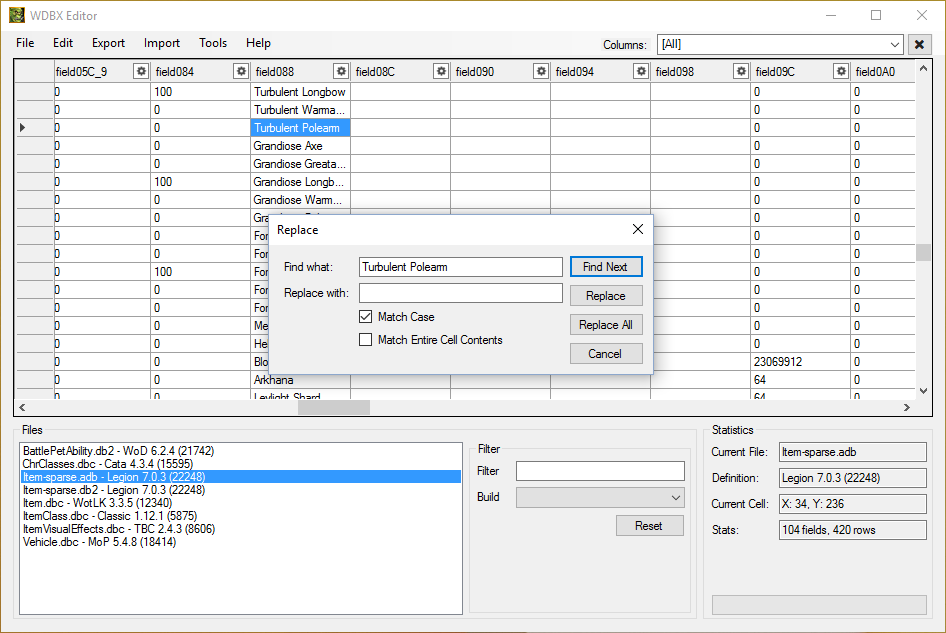 WDBX Editor
File Edit Export Import Tools Help Columns: [All]
field05C_9 field084 field088 field08C field090 field094 field098 field09C field0A0
0 100 Turbulent Longbow 0 0
0 0 Turbulent Warma... 0 0
0 0 Turbulent Polearm 0 0
0 0 Grandiose Axe 0 0
0 0 Grandiose Greata... 0 0
0 100 Grandiose Longb... 0 0
0 0 Grandiose Warm... 0 0
0 0 0 0
0 0 For 0 0
0 0 For 0 0
0 100 For 0 0
0 0 For 0 0
0 0 For 0 0
0 0 Me 0 0
0 0 He 0 0
0 0 Blo 23069912 0
0 0 Arkhana 64 0
0 0 Leylight Shard 64 0
Replace
Find what: Turbulent Polearm Find Next
Replace with: Replace
Match Case
Replace All
Match Entire Cell Contents
Cancel
Files
BattlePetAbility.db2 - WoD 6.2.4 (21742)
ChrClasses.dbc - Cata 4.3.4 (15595)
Item-sparse.adb - Legion 7.0.3 (22248)
Item-sparse.db2 - Legion 7.0.3 (22248)
Item.dbc - WotLK 3.3.5 (12340)
ItemClass.dbc - Classic 1.12.1 (5875)
ItemVisualEffects.dbc - TBC 2.4.3 (8606)
Vehicle.dbc - MoP 5.4.8 (18414)
Filter
Filter
Build
Reset
Statistics
Current File: Item-sparse.adb
Definition: Legion 7.0.3 (22248)
Current Cell: X: 34, Y: 236
Stats: 104 fields, 420 rows